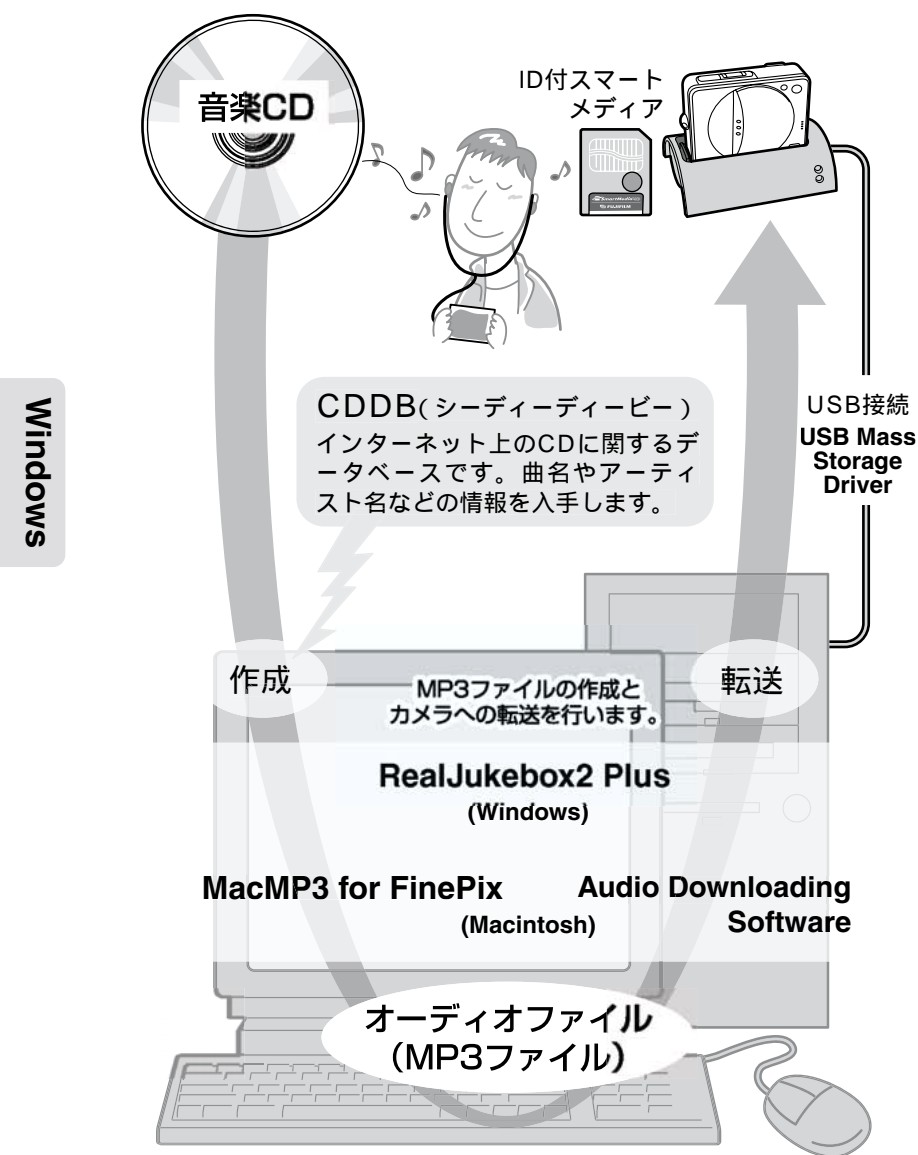 音楽CD
ID付スマート
メディア
SmartMedia
FUJIFILM
Windows
CDDB(シーディーディービー)
インターネット上のCDに関するデ
ータベースです。曲名やアーティ
スト名などの情報を入手します。
USB接続
USB Mass
Storage
Driver
作成
転送
MP3ファイルの作成と
カメラへの転送を行います。
RealJukebox2 Plus
(Windows)
MacMP3 for FinePix
(Macintosh)
Audio Downloading
Software
オーディオファイル
(MP3ファイル)